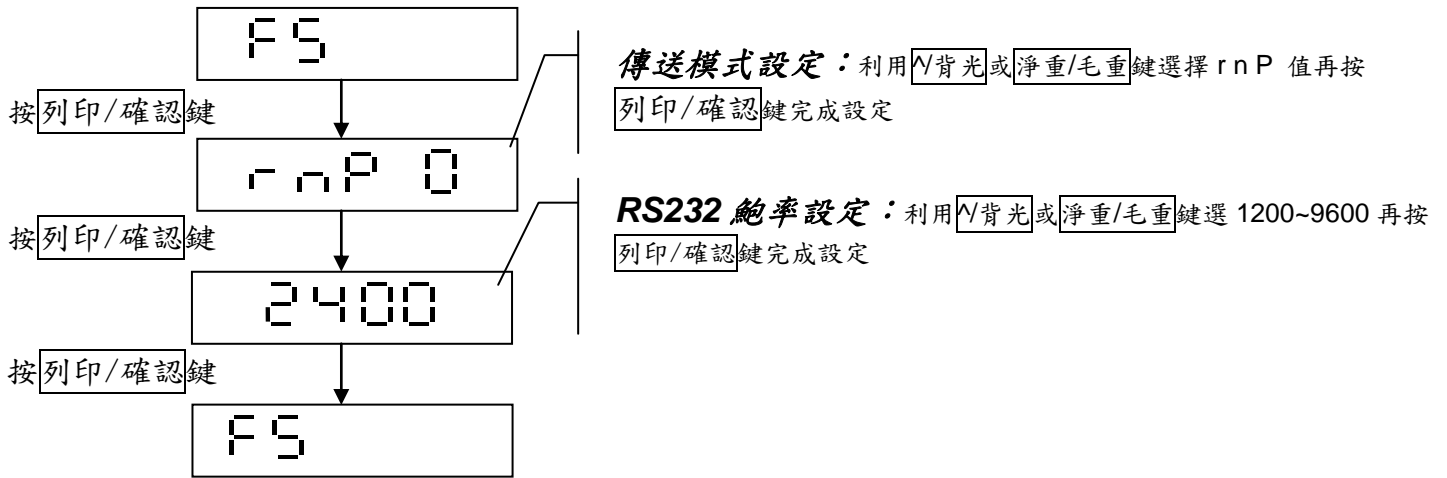 FS
傳送模式設定：利用^/背光或淨重/毛重鍵選擇 r n P 值再按
列印/確認鍵完成設定
按列印/確認鍵
rnP 0
RS232 鮑率設定：利用^/背光或淨重/毛重鍵選 1200~9600 再按
列印/確認鍵完成設定
按列印/確認鍵
2400
按列印/確認鍵
FS